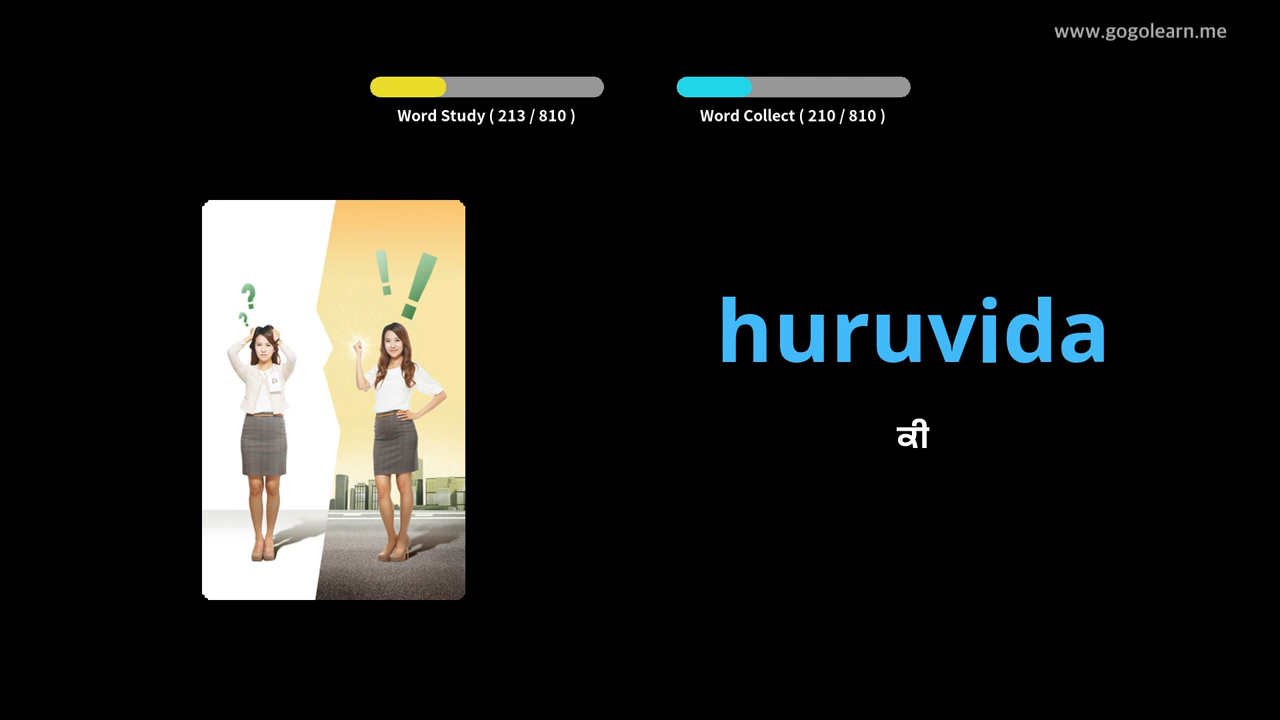 www.gogolearn.me
Word Study ( 213 / 810 )
Word Collect ( 210 / 810 )
? !!
?
huruvida
ਕੀ